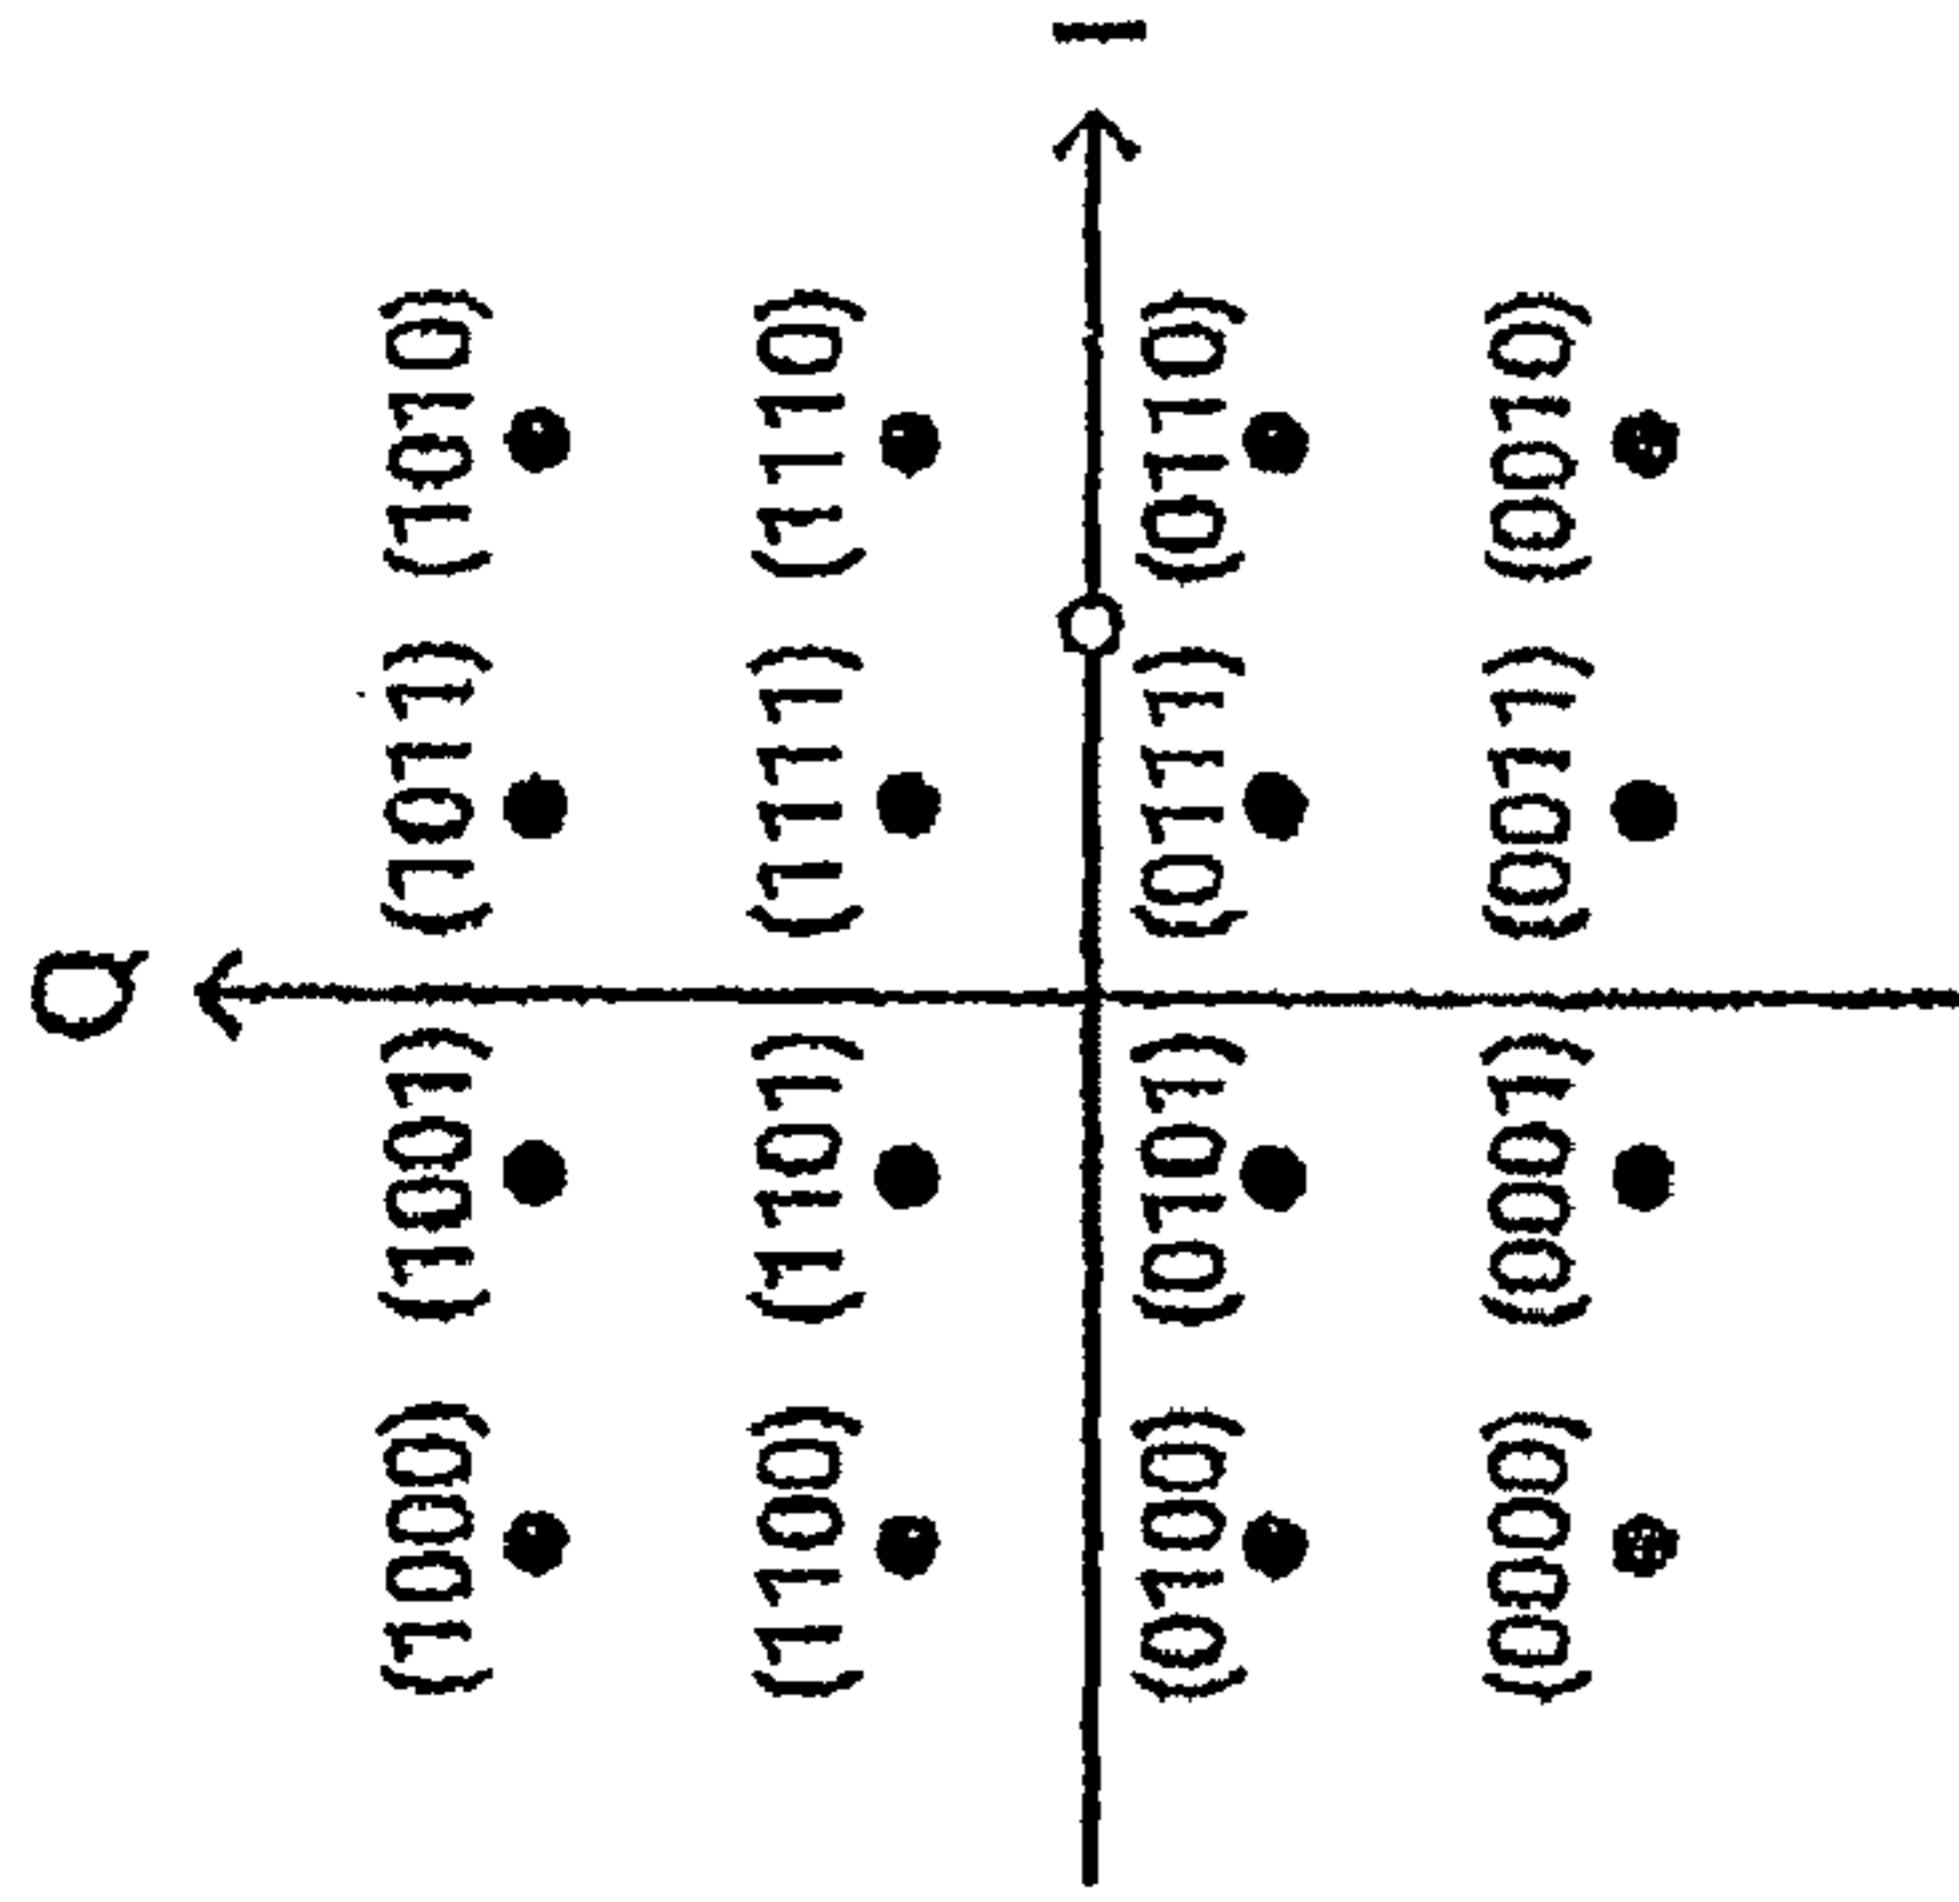 Q
(1000) (1001) (1011) (1010)
(1100) (1101) (1111) (1110)
I
(0100) (0101) (0111) (0110)
(0000) (0001) (0011) (0010)